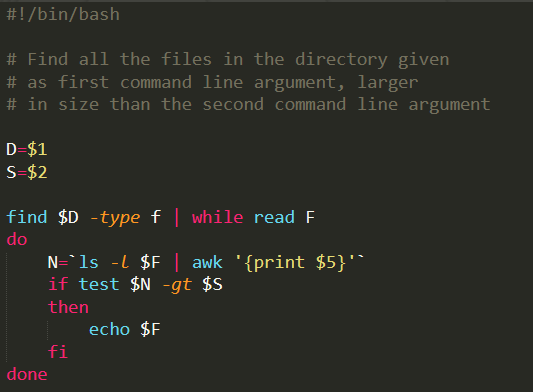 #!/bin/bash
# Find all the files in the directory given
# as first command line argument, larger
# in size than the second command line argument
D=$1
S=$2
find $D -type f | while read F
do
N=`ls -l $F | awk '{print $5}'`
if test $N -gt $S
then
echo $F
fi
done